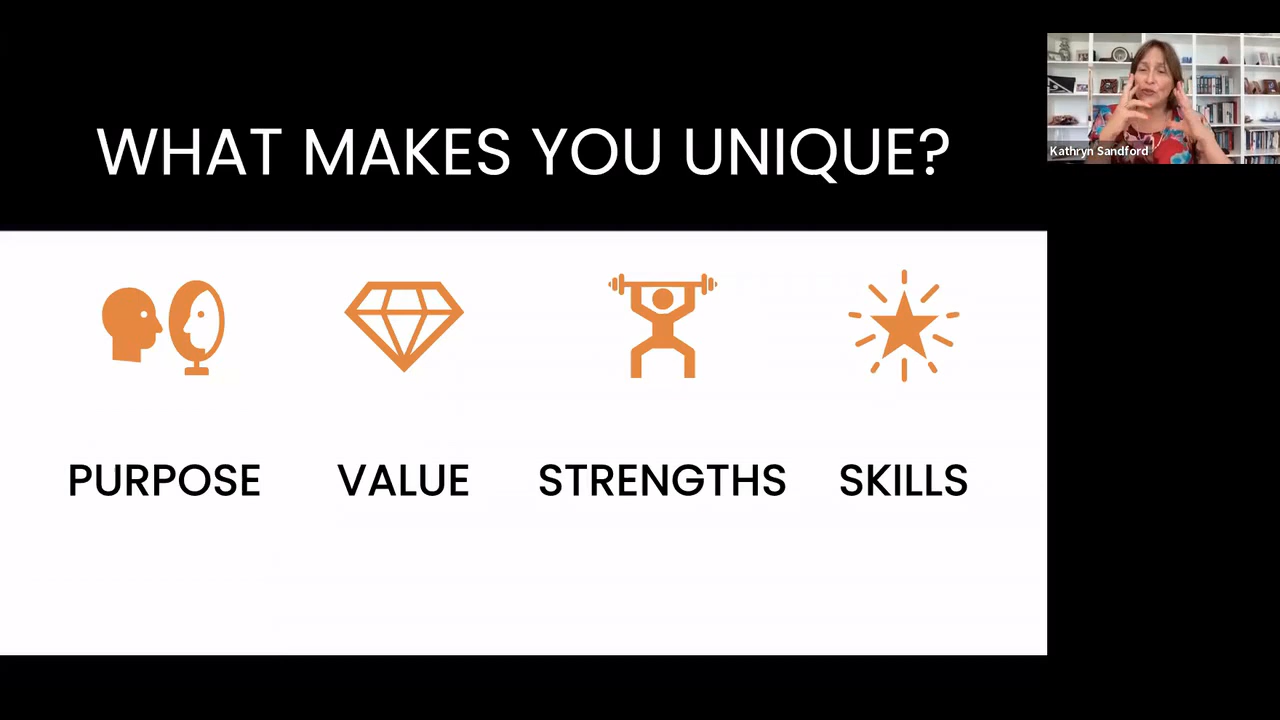 WHAT MAKES YOU UNIQUE?
Kathryn Sandford
PURPOSE
VALUE
STRENGTHS
SKILLS